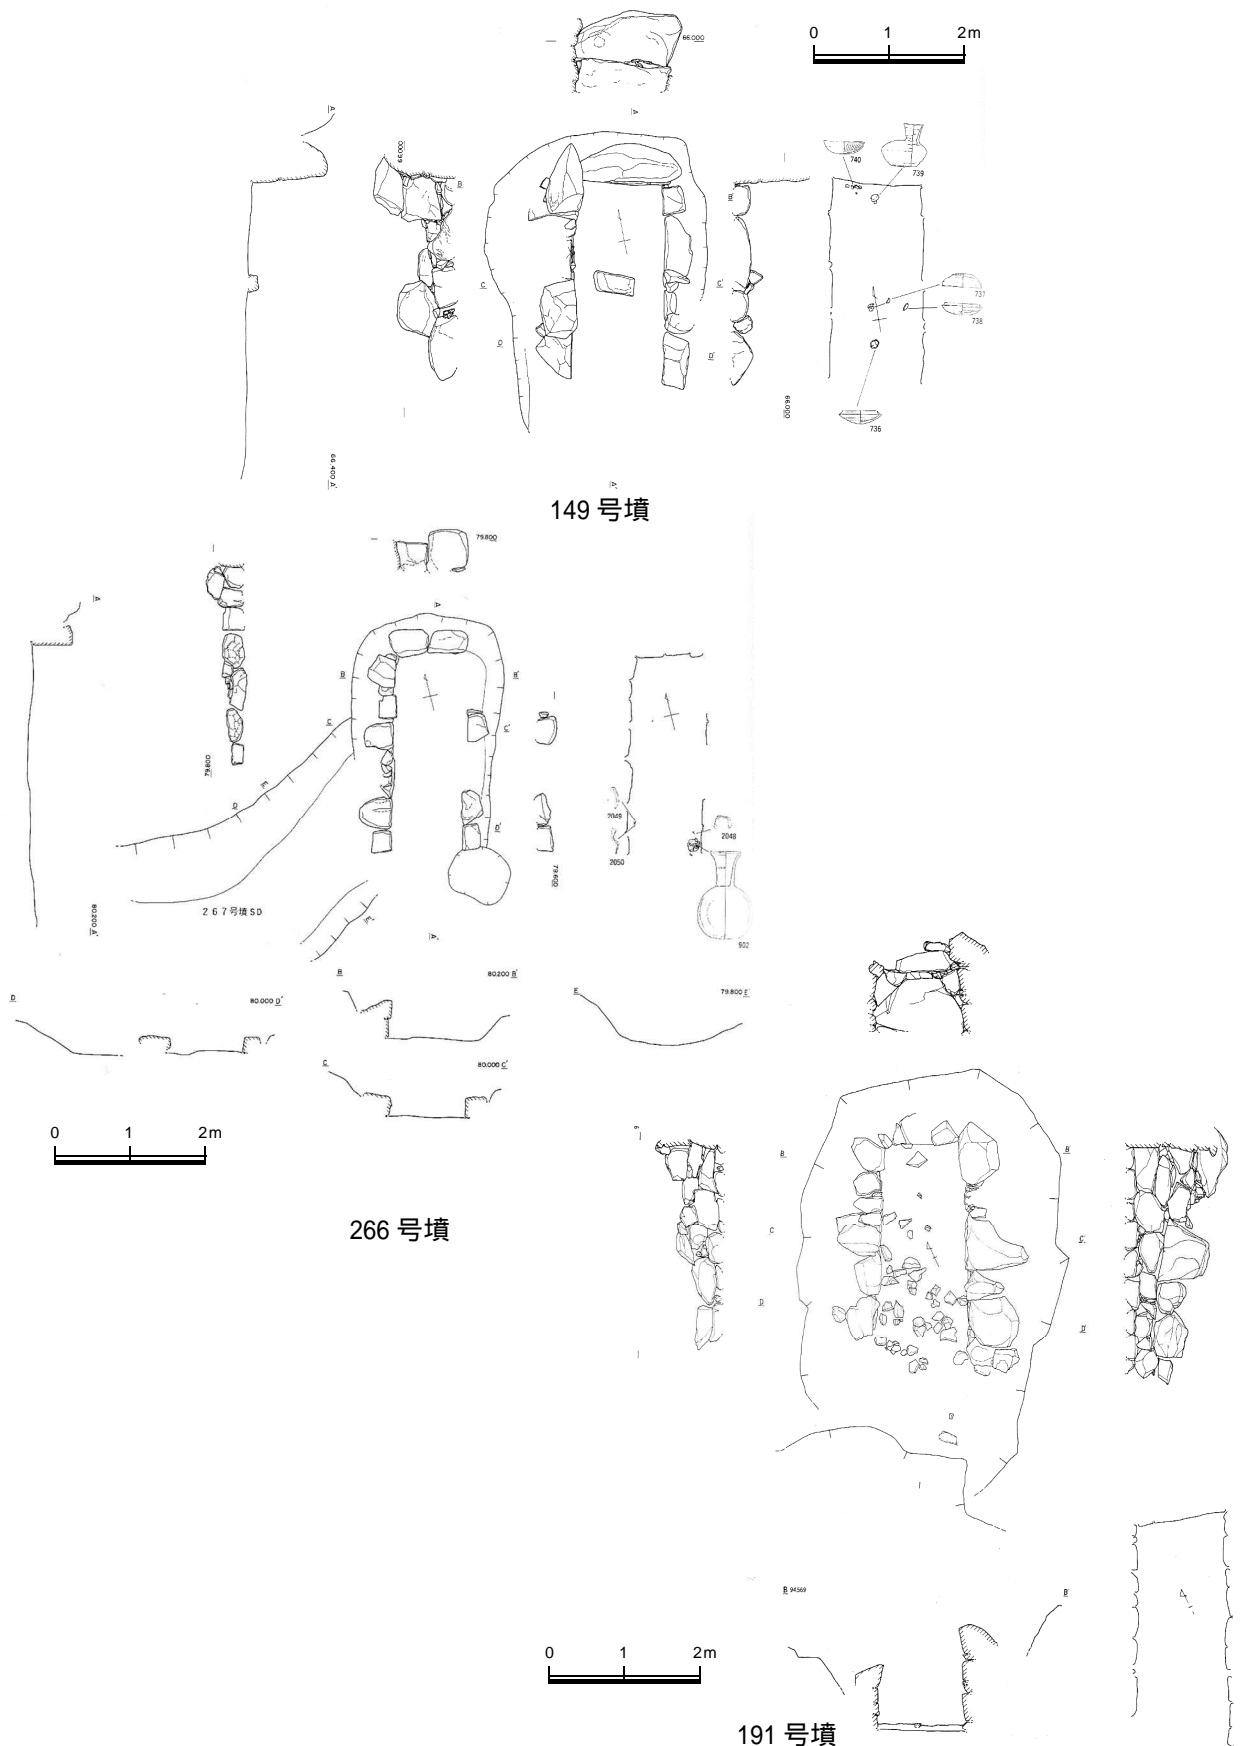 66.000
0 1 2m
A
A'
66.000
B
B'
740
739
C
C'
737
738
D
D'
736
66.000
66.400 A'
A'
149 号墳
79.800
A
A
B
B'
C
C'
79.800
E
D
D'
2049
2048
2050
79.600
902
267号墳SD
80.200 A'
E'
A'
B
80.200 B'
D
80.000 D'
E
79.800 E'
C
80.000 C'
0 1 2m
266 号墳
B
B'
C
C'
D
D'
B 94.569
B'
0 1 2m
191 号墳